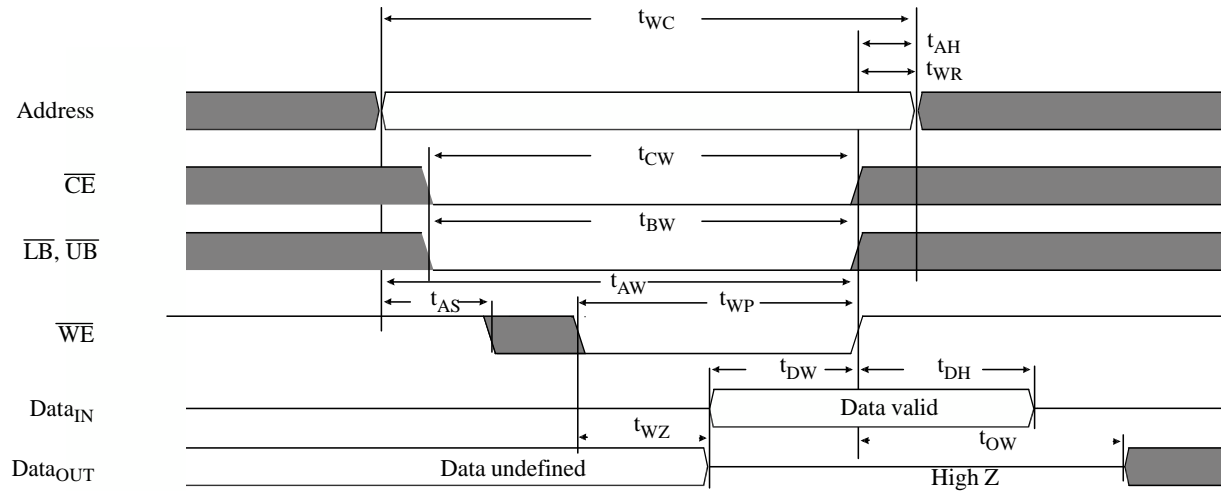 tWC
tAH
tWR
Address
tCW
CE
tBW
LB, UB
tAW
tAS
tWP
WE
tDW
tDH
DataIN
Data valid
tWZ
tOW
DataOUT
Data undefined
High Z